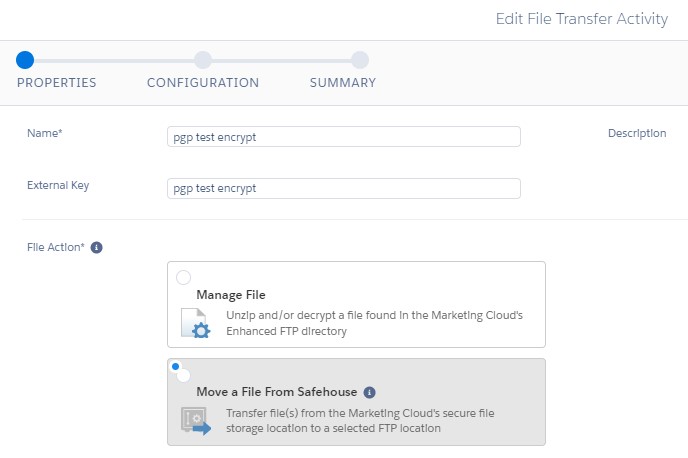 Edit File Transfer Activity
PROPERTIES
CONFIGURATION
SUMMARY
Name*
pgp test encrypt
Description
External Key
pgp test encrypt
File Action*
Manage File
Unzip and/or decrypt a file found in the Marketing Cloud's
Enhanced FTP directory
Move a File From Safehouse
Transfer file(s) from the Marketing Cloud's secure file
storage location to a selected FTP location